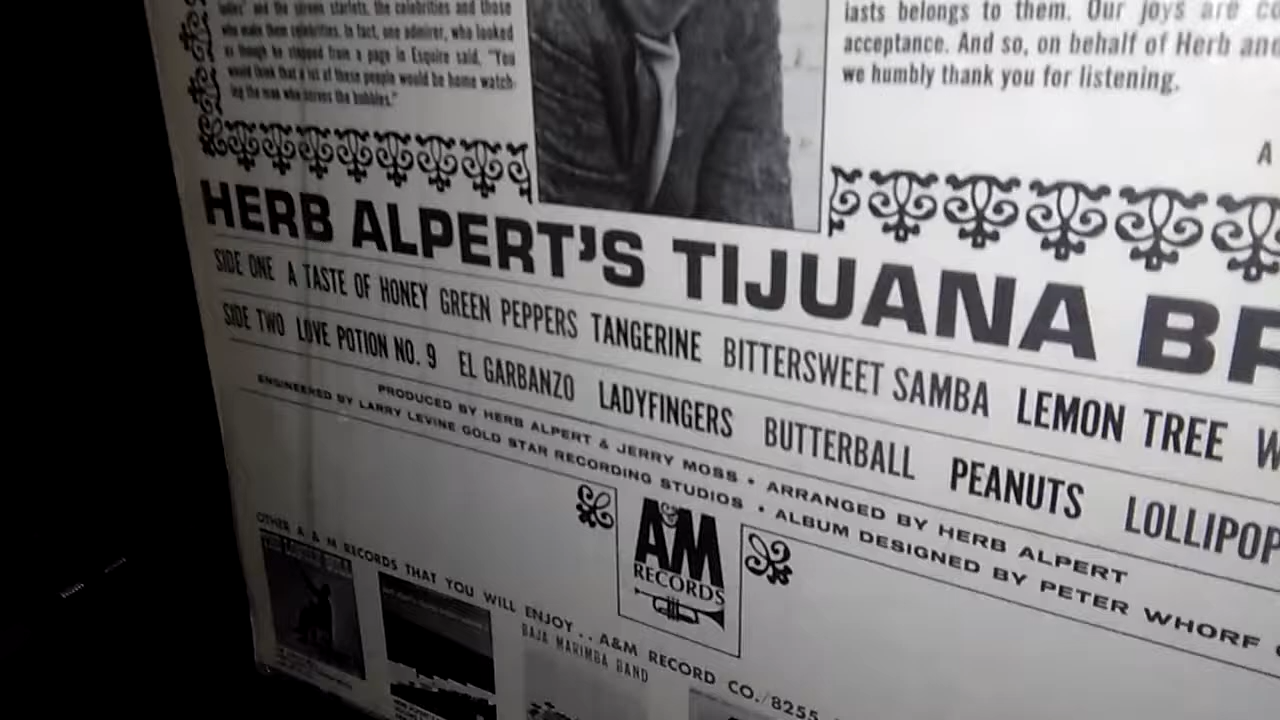 ladies" and the screen starlets, the celebrities and those
who make them celebrities. In fact, one admirer, who looked
as though he stepped from a page in Esquire said, "You
would think that a lot of these people would be home watch-
ing the man who serves the bubbles."
lasts belongs to them. Our joys are co
acceptance. And so, on behalf of Herb and
we humbly thank you for listening.
A
HERB ALPERT'S TIJUANA BR
SIDE ONE A TASTE OF HONEY GREEN PEPPERS TANGERINE BITTERSWEET SAMBA LEMON TREE W
SIDE TWO LOVE POTION NO. 9 EL GARBANZO LADYFINGERS BUTTERBALL PEANUTS LOLLIPOP
PRODUCED BY HERB ALPERT & JERRY MOSS • ARRANGED BY HERB ALPERT
ENGINEERED BY LARRY LEVINE GOLD STAR RECORDING STUDIOS • ALBUM DESIGNED BY PETER WHORF
A&M
RECORDS
OTHER A & M RECORDS THAT YOU WILL ENJOY . . A&M RECORD CO./8255
BAJA MARIMBA BAND